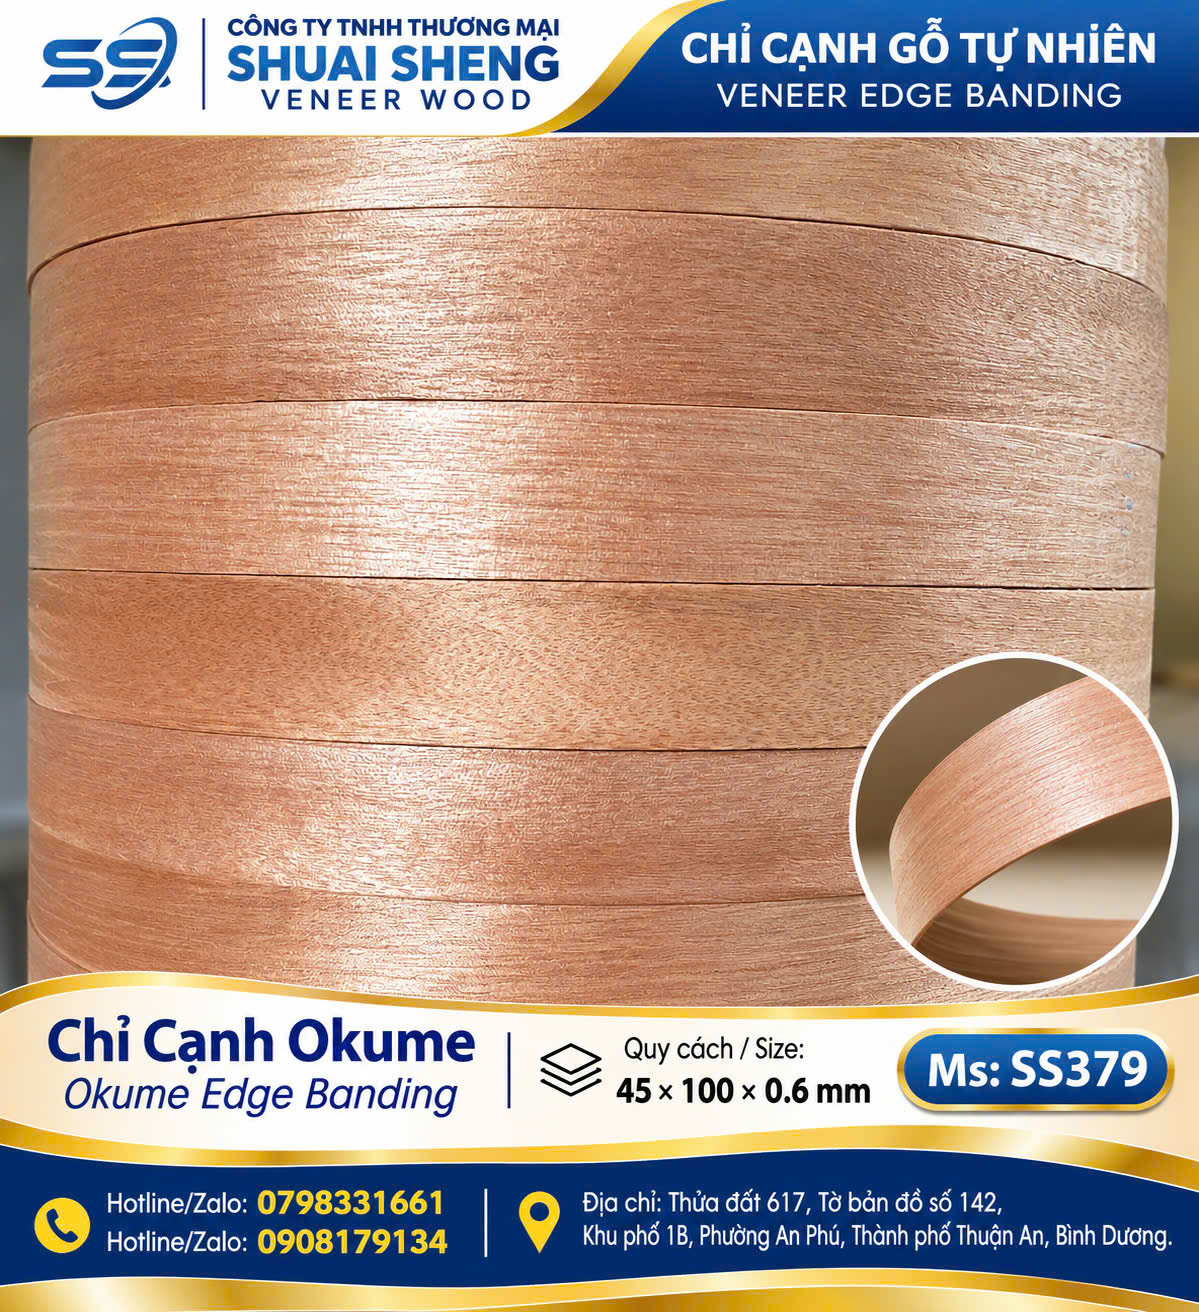 SS
CÔNG TY TNHH THƯƠNG MẠI
SHUAI SHENG
VENEER WOOD
CHỈ CẠNH GỖ TỰ NHIÊN
VENEER EDGE BANDING
Chỉ Cạnh Okume
Okume Edge Banding
Quy cách / Size:
45 × 100 × 0.6 mm
Ms: SS379
Hotline/Zalo: 0798331661
Hotline/Zalo: 0908179134
Địa chỉ: Thửa đất 617, Tờ bản đồ số 142,
Khu phố 1B, Phường An Phú, Thành phố Thuận An, Bình Dương.